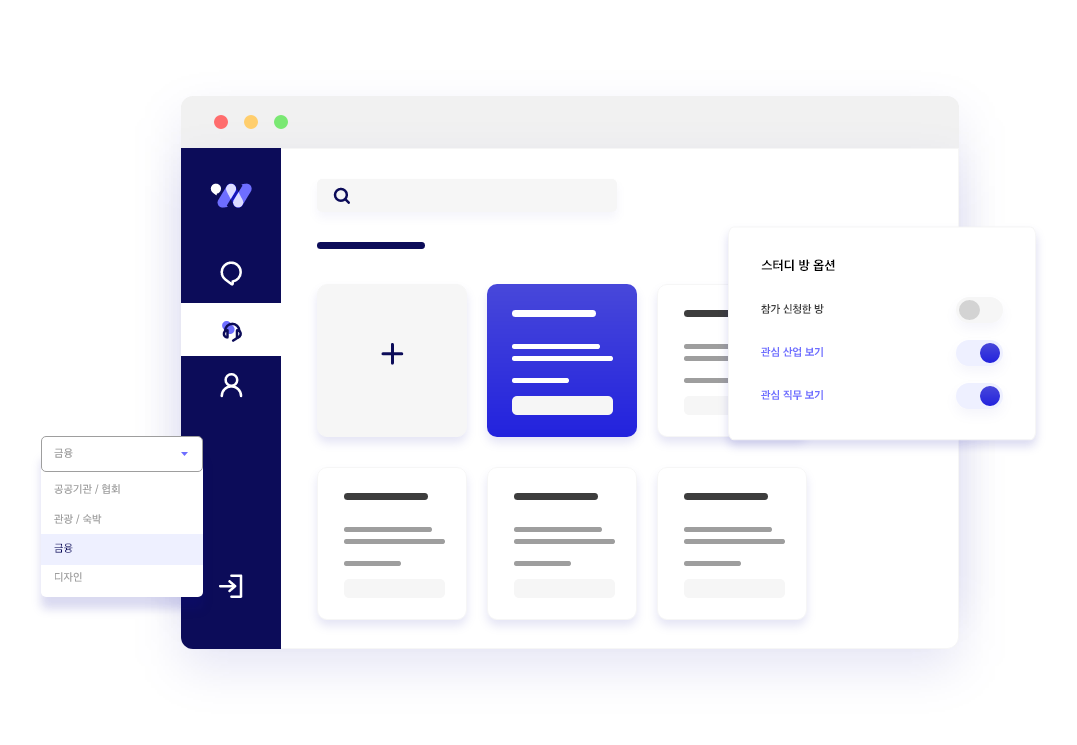 스터디 방 옵션
참가 신청한 방
관심 산업 보기
관심 직무 보기
금융
공공기관 / 협회
관광 / 숙박
금융
디자인